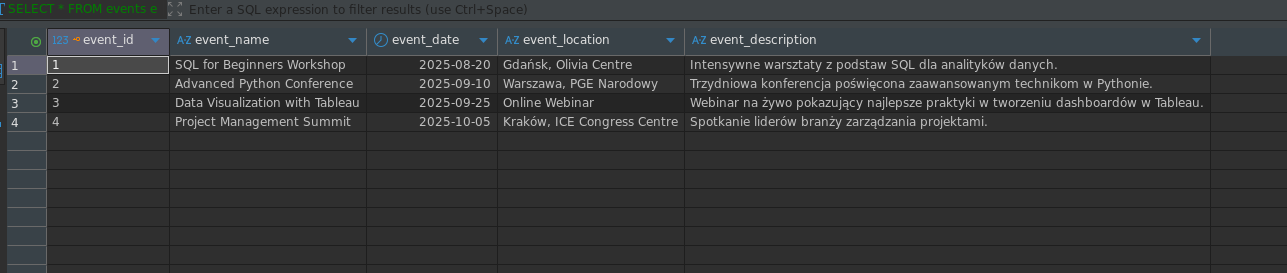 SELECT * FROM events e Enter a SQL expression to filter results (use Ctrl+Space)
123 event_id A-Z event_name event_date A-Z event_location A-Z event_description
1 1 SQL for Beginners Workshop 2025-08-20 Gdańsk, Olivia Centre Intensywne warsztaty z podstaw SQL dla analityków danych.
2 2 Advanced Python Conference 2025-09-10 Warszawa, PGE Narodowy Trzydniowa konferencja poświęcona zaawansowanym technikom w Pythonie.
3 3 Data Visualization with Tableau 2025-09-25 Online Webinar Webinar na żywo pokazujący najlepsze praktyki w tworzeniu dashboardów w Tableau.
4 4 Project Management Summit 2025-10-05 Kraków, ICE Congress Centre Spotkanie liderów branży zarządzania projektami.